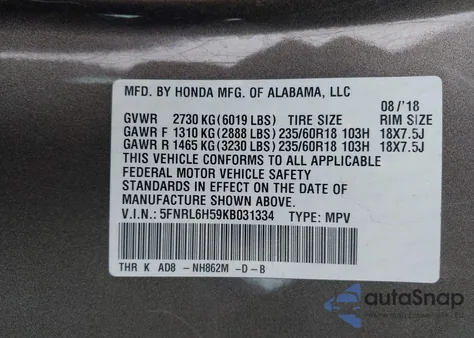 MFD. BY HONDA MFG. OF ALABAMA, LLC
08/'18
GVWR 2730 KG(6019 LBS) TIRE SIZE RIM SIZE
GAWR F 1310 KG(2888 LBS) 235/60R18 103H 18X7.5J
GAWR R 1465 KG(3230 LBS) 235/60R18 103H 18X7.5J
THIS VEHICLE CONFORMS TO ALL APPLICABLE
FEDERAL MOTOR VEHICLE SAFETY
STANDARDS IN EFFECT ON THE DATE OF
MANUFACTURE SHOWN ABOVE.
V.I.N.: 5FNRL6H59KB031334 TYPE: MPV
THR K AD8 -NH862M -D-B
autoSnap